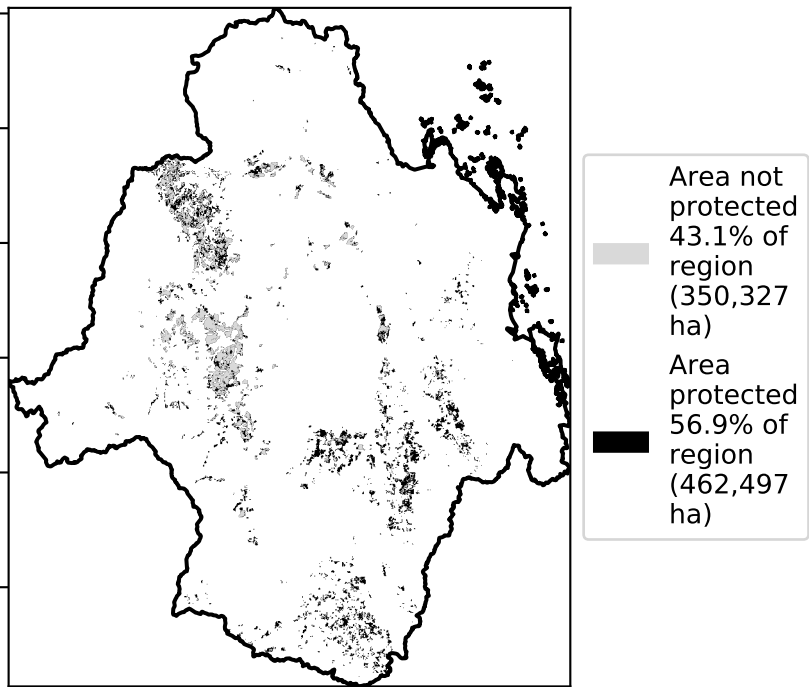 Area not
protected
43.1% of
region
(350,327
ha)
Area
protected
56.9% of
region
(462,497
ha)